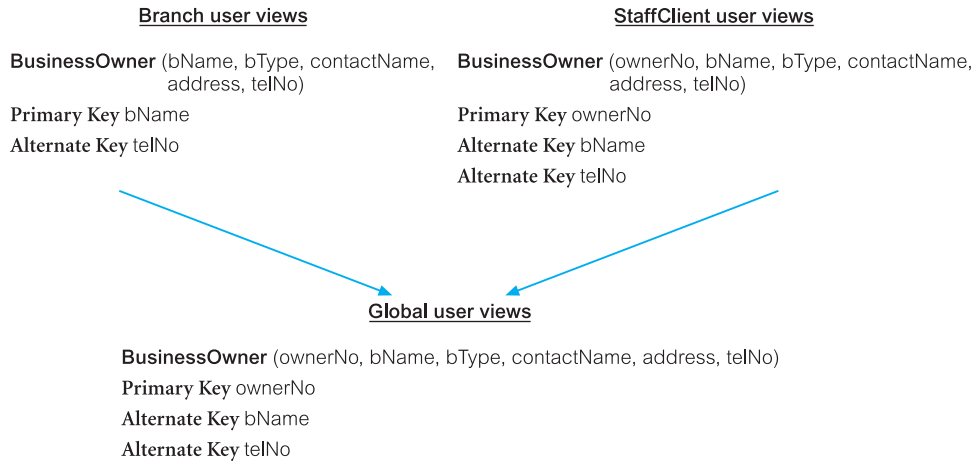 Branch user views
BusinessOwner (bName, bType, contactName,
address, telNo)
Primary Key bName
Alternate Key telNo
StaffClient user views
BusinessOwner (ownerNo, bName, bType, contactName,
address, telNo)
Primary Key ownerNo
Alternate Key bName
Alternate Key telNo
Global user views
BusinessOwner (ownerNo, bName, bType, contactName, address, telNo)
Primary Key ownerNo
Alternate Key bName
Alternate Key telNo